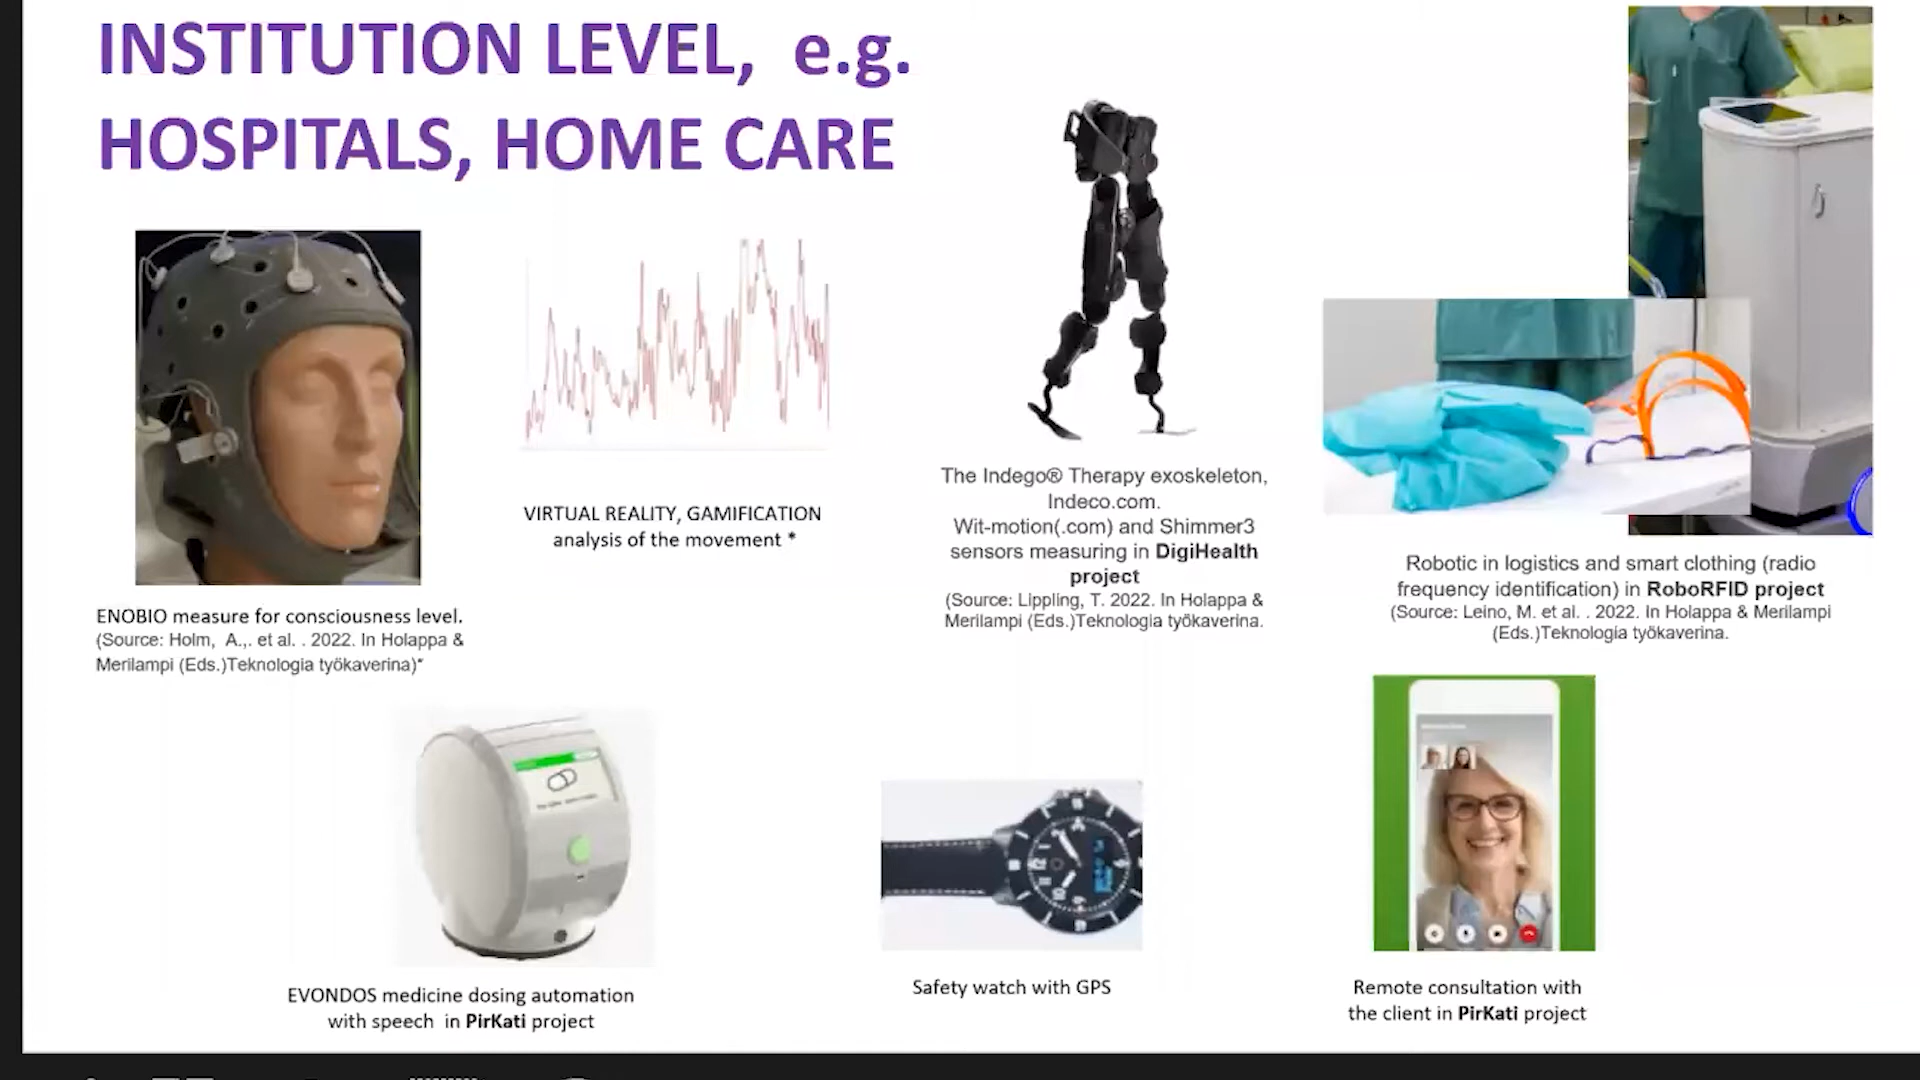 INSTITUTION LEVEL, e.g.
HOSPITALS, HOME CARE
VIRTUAL REALITY, GAMIFICATION
analysis of the movement *
The Indego® Therapy exoskeleton,
Indeco.com.
Wit-motion(.com) and Shimmer3
sensors measuring in DigiHealth
project
(Source: Lippling, T. 2022. In Holappa &
Merilampi (Eds.)Teknologia työkaverina.
Robotic in logistics and smart clothing (radio
frequency identification) in RoboRFID project
(Source: Leino, M. et al. . 2022. In Holappa & Merilampi
(Eds.)Teknologia työkaverina.
ENOBIO measure for consciousness level.
(Source: Holm, A.,. et al. . 2022. In Holappa &
Merilampi (Eds.)Teknologia työkaverina)"
EVONDOS medicine dosing automation
with speech in PirKati project
Safety watch with GPS
Remote consultation with
the client in PirKati project